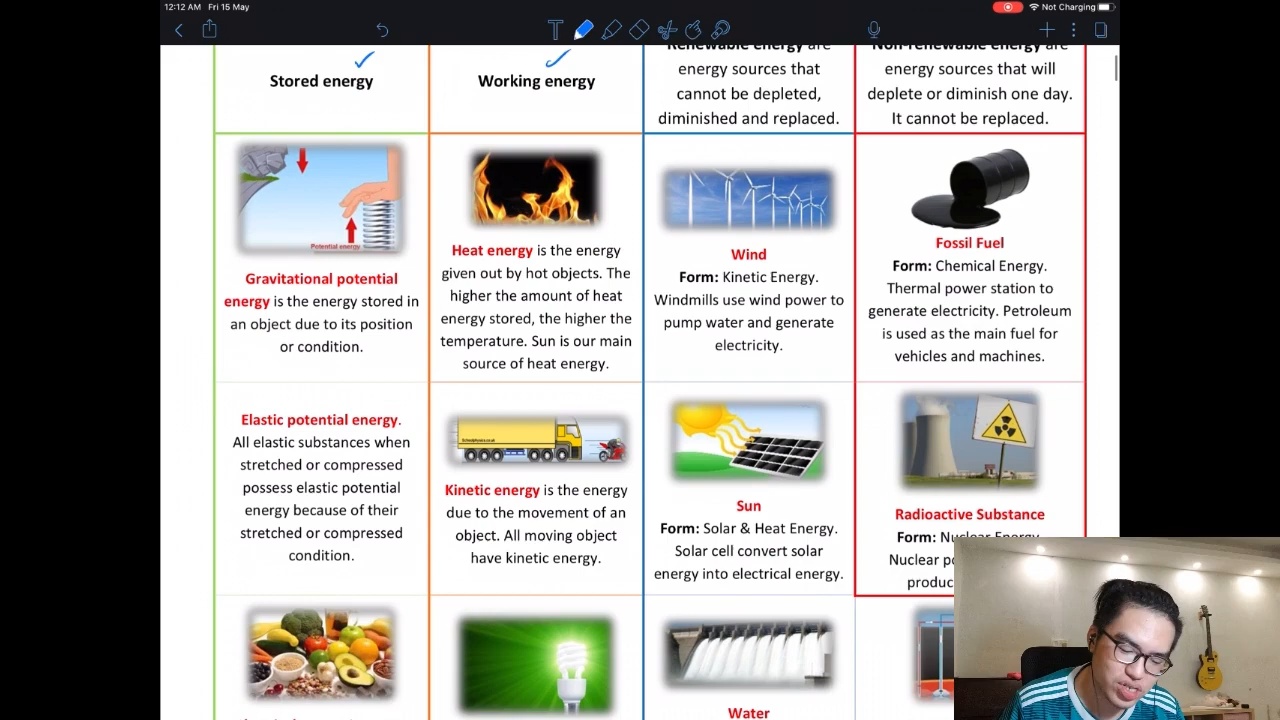 12:12 AM Fri 15 May
Not Charging
Stored energy
Working energy
Renewable energy are
energy sources that
cannot be depleted,
diminished and replaced.
Non-renewable energy are
energy sources that will
deplete or diminish one day.
It cannot be replaced.
Potential energy
Gravitational potential
energy is the energy stored in
an object due to its position
or condition.
Heat energy is the energy
given out by hot objects. The
higher the amount of heat
energy stored, the higher the
temperature. Sun is our main
source of heat energy.
Wind
Form: Kinetic Energy.
Windmills use wind power to
pump water and generate
electricity.
Fossil Fuel
Form: Chemical Energy.
Thermal power station to
generate electricity. Petroleum
is used as the main fuel for
vehicles and machines.
Elastic potential energy.
All elastic substances when
stretched or compressed
possess elastic potential
energy because of their
stretched or compressed
condition.
Kinetic energy is the energy
due to the movement of an
object. All moving object
have kinetic energy.
Sun
Form: Solar & Heat Energy.
Solar cell convert solar
energy into electrical energy.
Radioactive Substance
Form: Nuclear Energy
Nuclear
Water